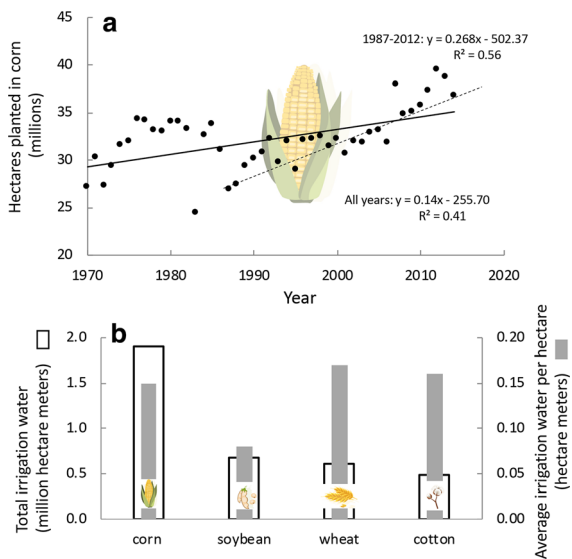 a
1987-2012: y = 0.268x - 502.37
R² = 0.56
Hectares planted in corn
(millions)
45
40
35
30
25
20
All years: y = 0.14x - 255.70
R² = 0.41
1970 1980 1990 2000 2010 2020
Year
b
Total irrigation water
(million hectare meters)
2.0
1.5
1.0
0.5
0.0
0.20
0.15
0.10
0.05
0.00
Average irrigation water per hectare
(hectare meters)
corn soybean wheat cotton